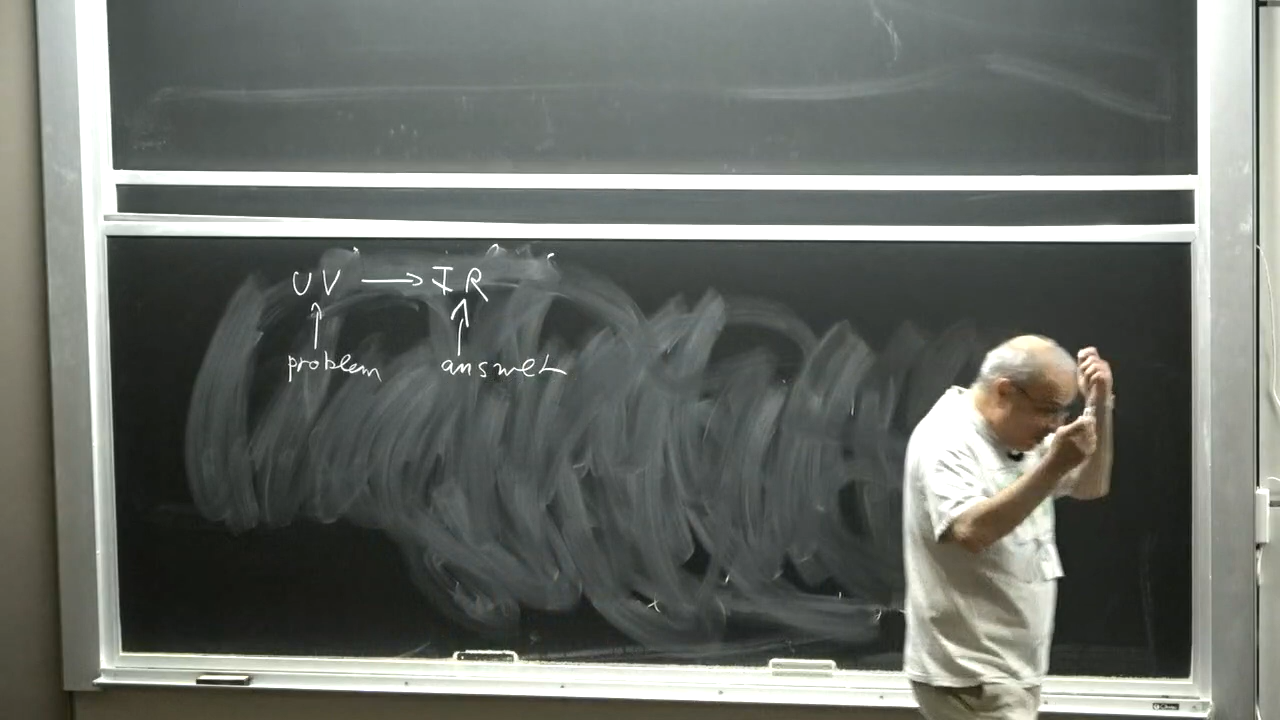 UV → IR
↑ ↑
problem answer